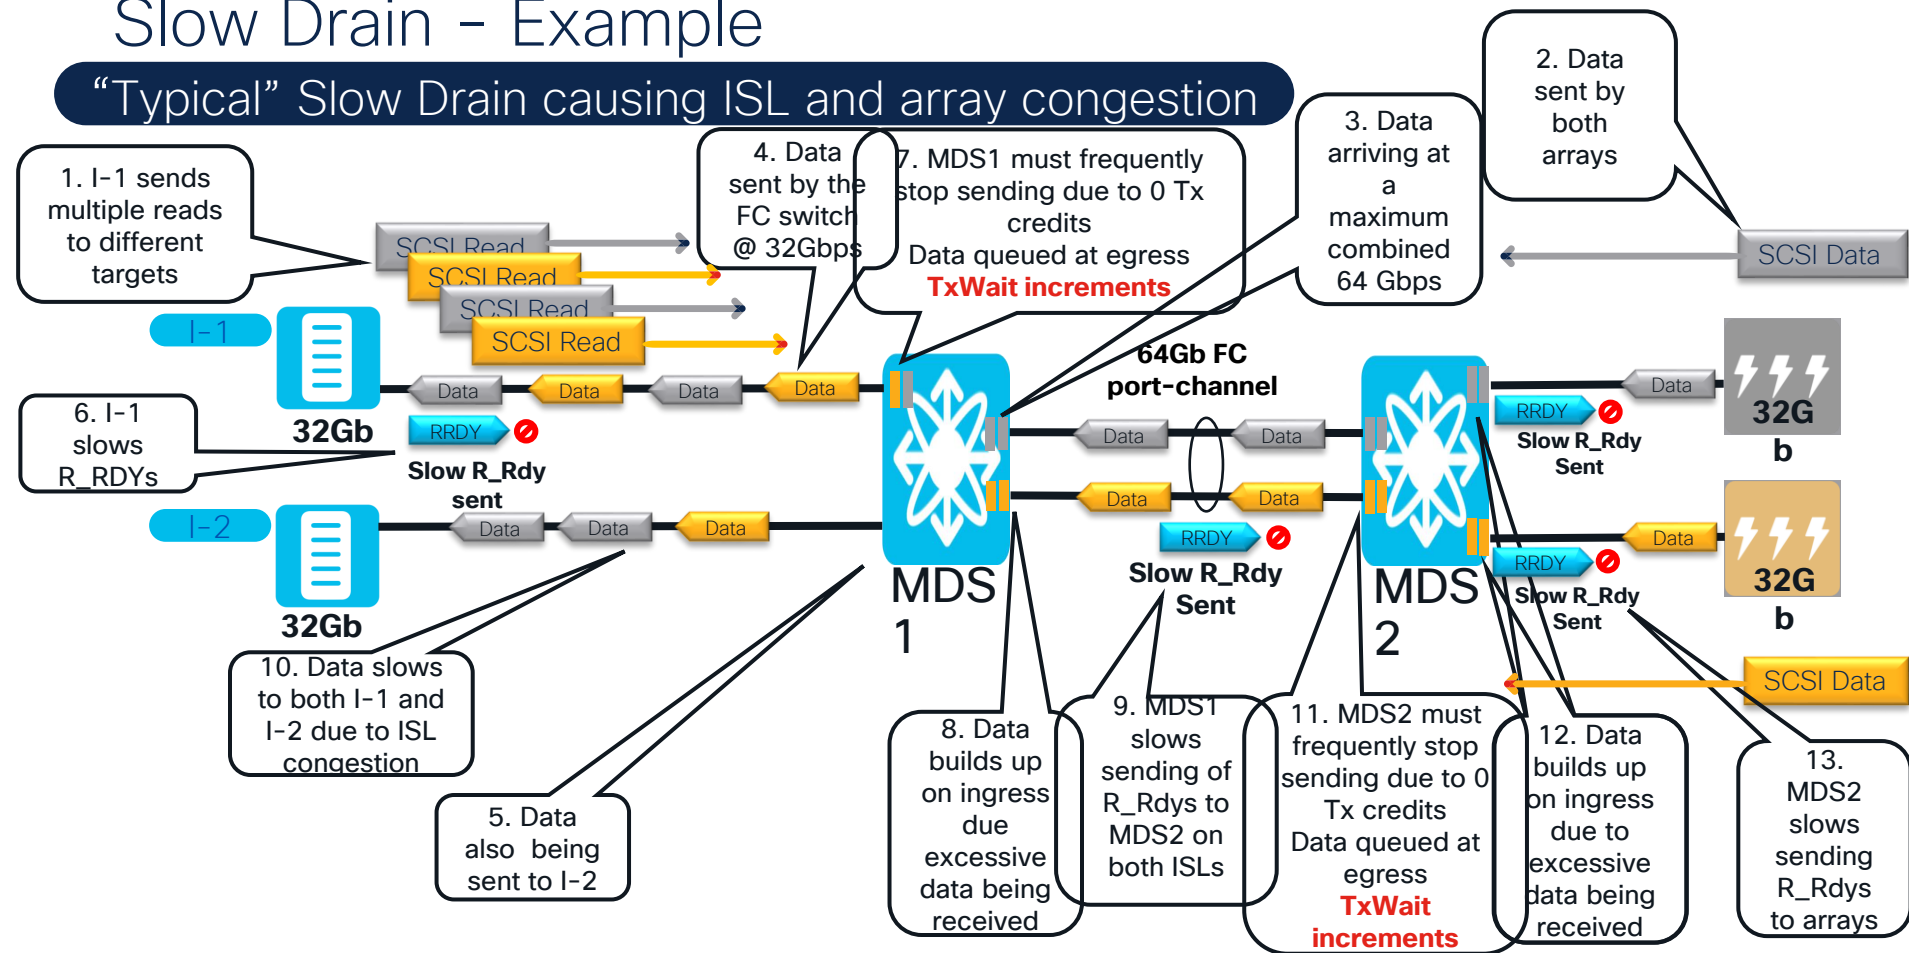 Slow Drain - Example
“Typical” Slow Drain causing ISL and array congestion
1. I-1 sends
multiple reads
to different
targets
SCSI Read
SCSI Read
SCSI Read
SCSI Read
4. Data
sent by the
FC switch
@ 32Gbps
7. MDS1 must frequently
stop sending due to 0 Tx
credits
Data queued at egress
TxWait increments
3. Data
arriving at
a
maximum
combined
64 Gbps
2. Data
sent by
both
arrays
SCSI Data
I-1
32Gb
Data
Data
Data
Data
6. I-1
slows
R_RDYs
RRDY
Slow R_Rdy
sent
64Gb FC
port-channel
Data
Data
Data
Data
RRDY
Slow R_Rdy
Sent
Data
RRDY
Slow R_Rdy
Sent
32G
b
Data
RRDY
Slow R_Rdy
Sent
32G
b
I-2
32Gb
Data
Data
Data
MDS
1
MDS
2
SCSI Data
10. Data slows
to both I-1 and
I-2 due to ISL
congestion
5. Data
also being
sent to I-2
8. Data
builds up
on ingress
due
excessive
data being
received
9. MDS1
slows
sending of
R_Rdys to
MDS2 on
both ISLs
11. MDS2 must
frequently stop
sending due to 0
Tx credits
Data queued at
egress
TxWait
increments
12. Data
builds up
on ingress
due to
excessive
data being
received
13.
MDS2
slows
sending
R_Rdys
to arrays